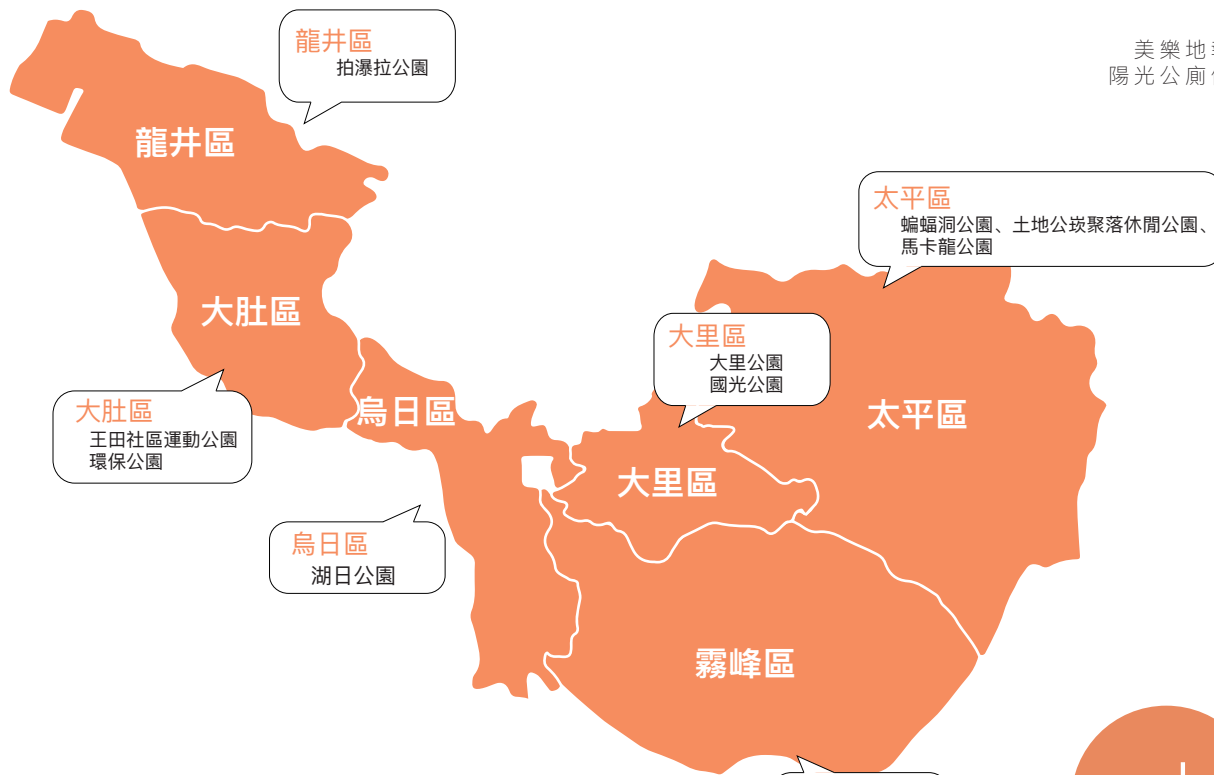 龍井區
拍瀑拉公園
美樂地
陽光公廁
龍井區
太平區
蝙蝠洞公園、土地公崁聚落休閒公園、
馬卡龍公園
大肚區
大里區
大里公園
國光公園
大肚區
王田社區運動公園
環保公園
烏日區
太平區
大里區
烏日區
湖日公園
霧峰區